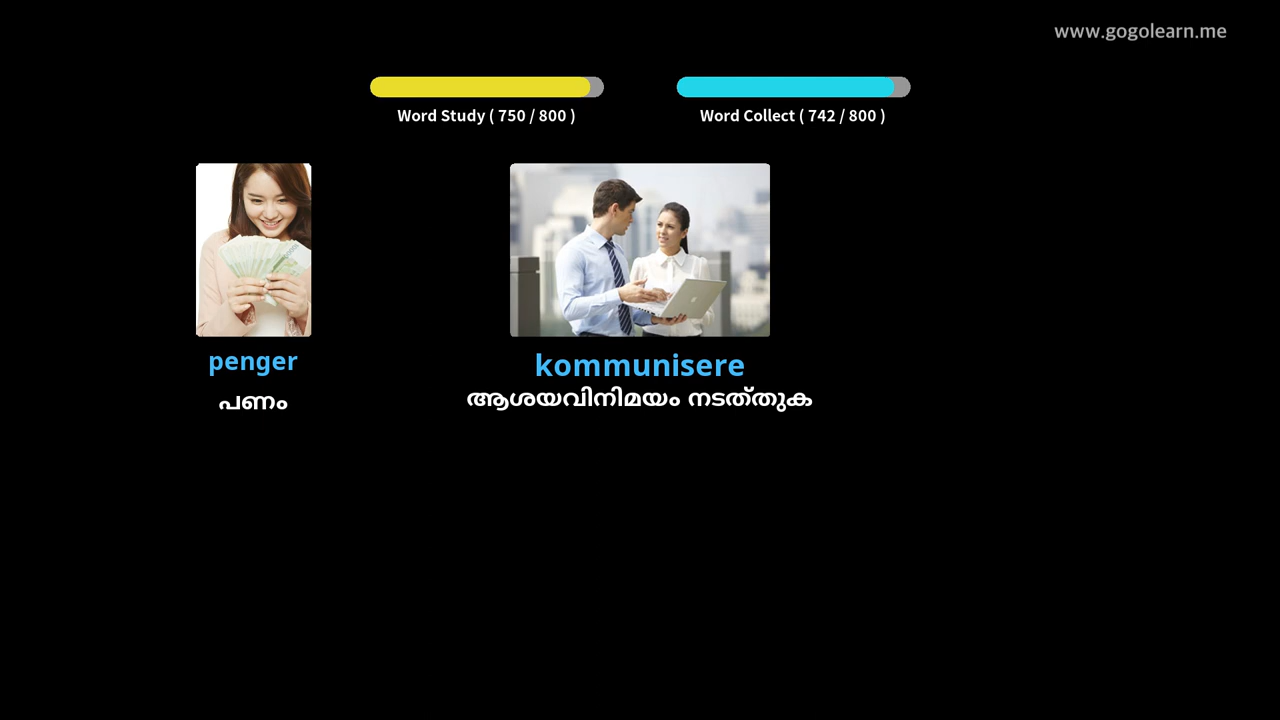 www.gogolearn.me
Word Study ( 750 / 800 )
Word Collect ( 742 / 800 )
penger
പണം
kommunisere
ആശയവിനിമയം നടത്തുക